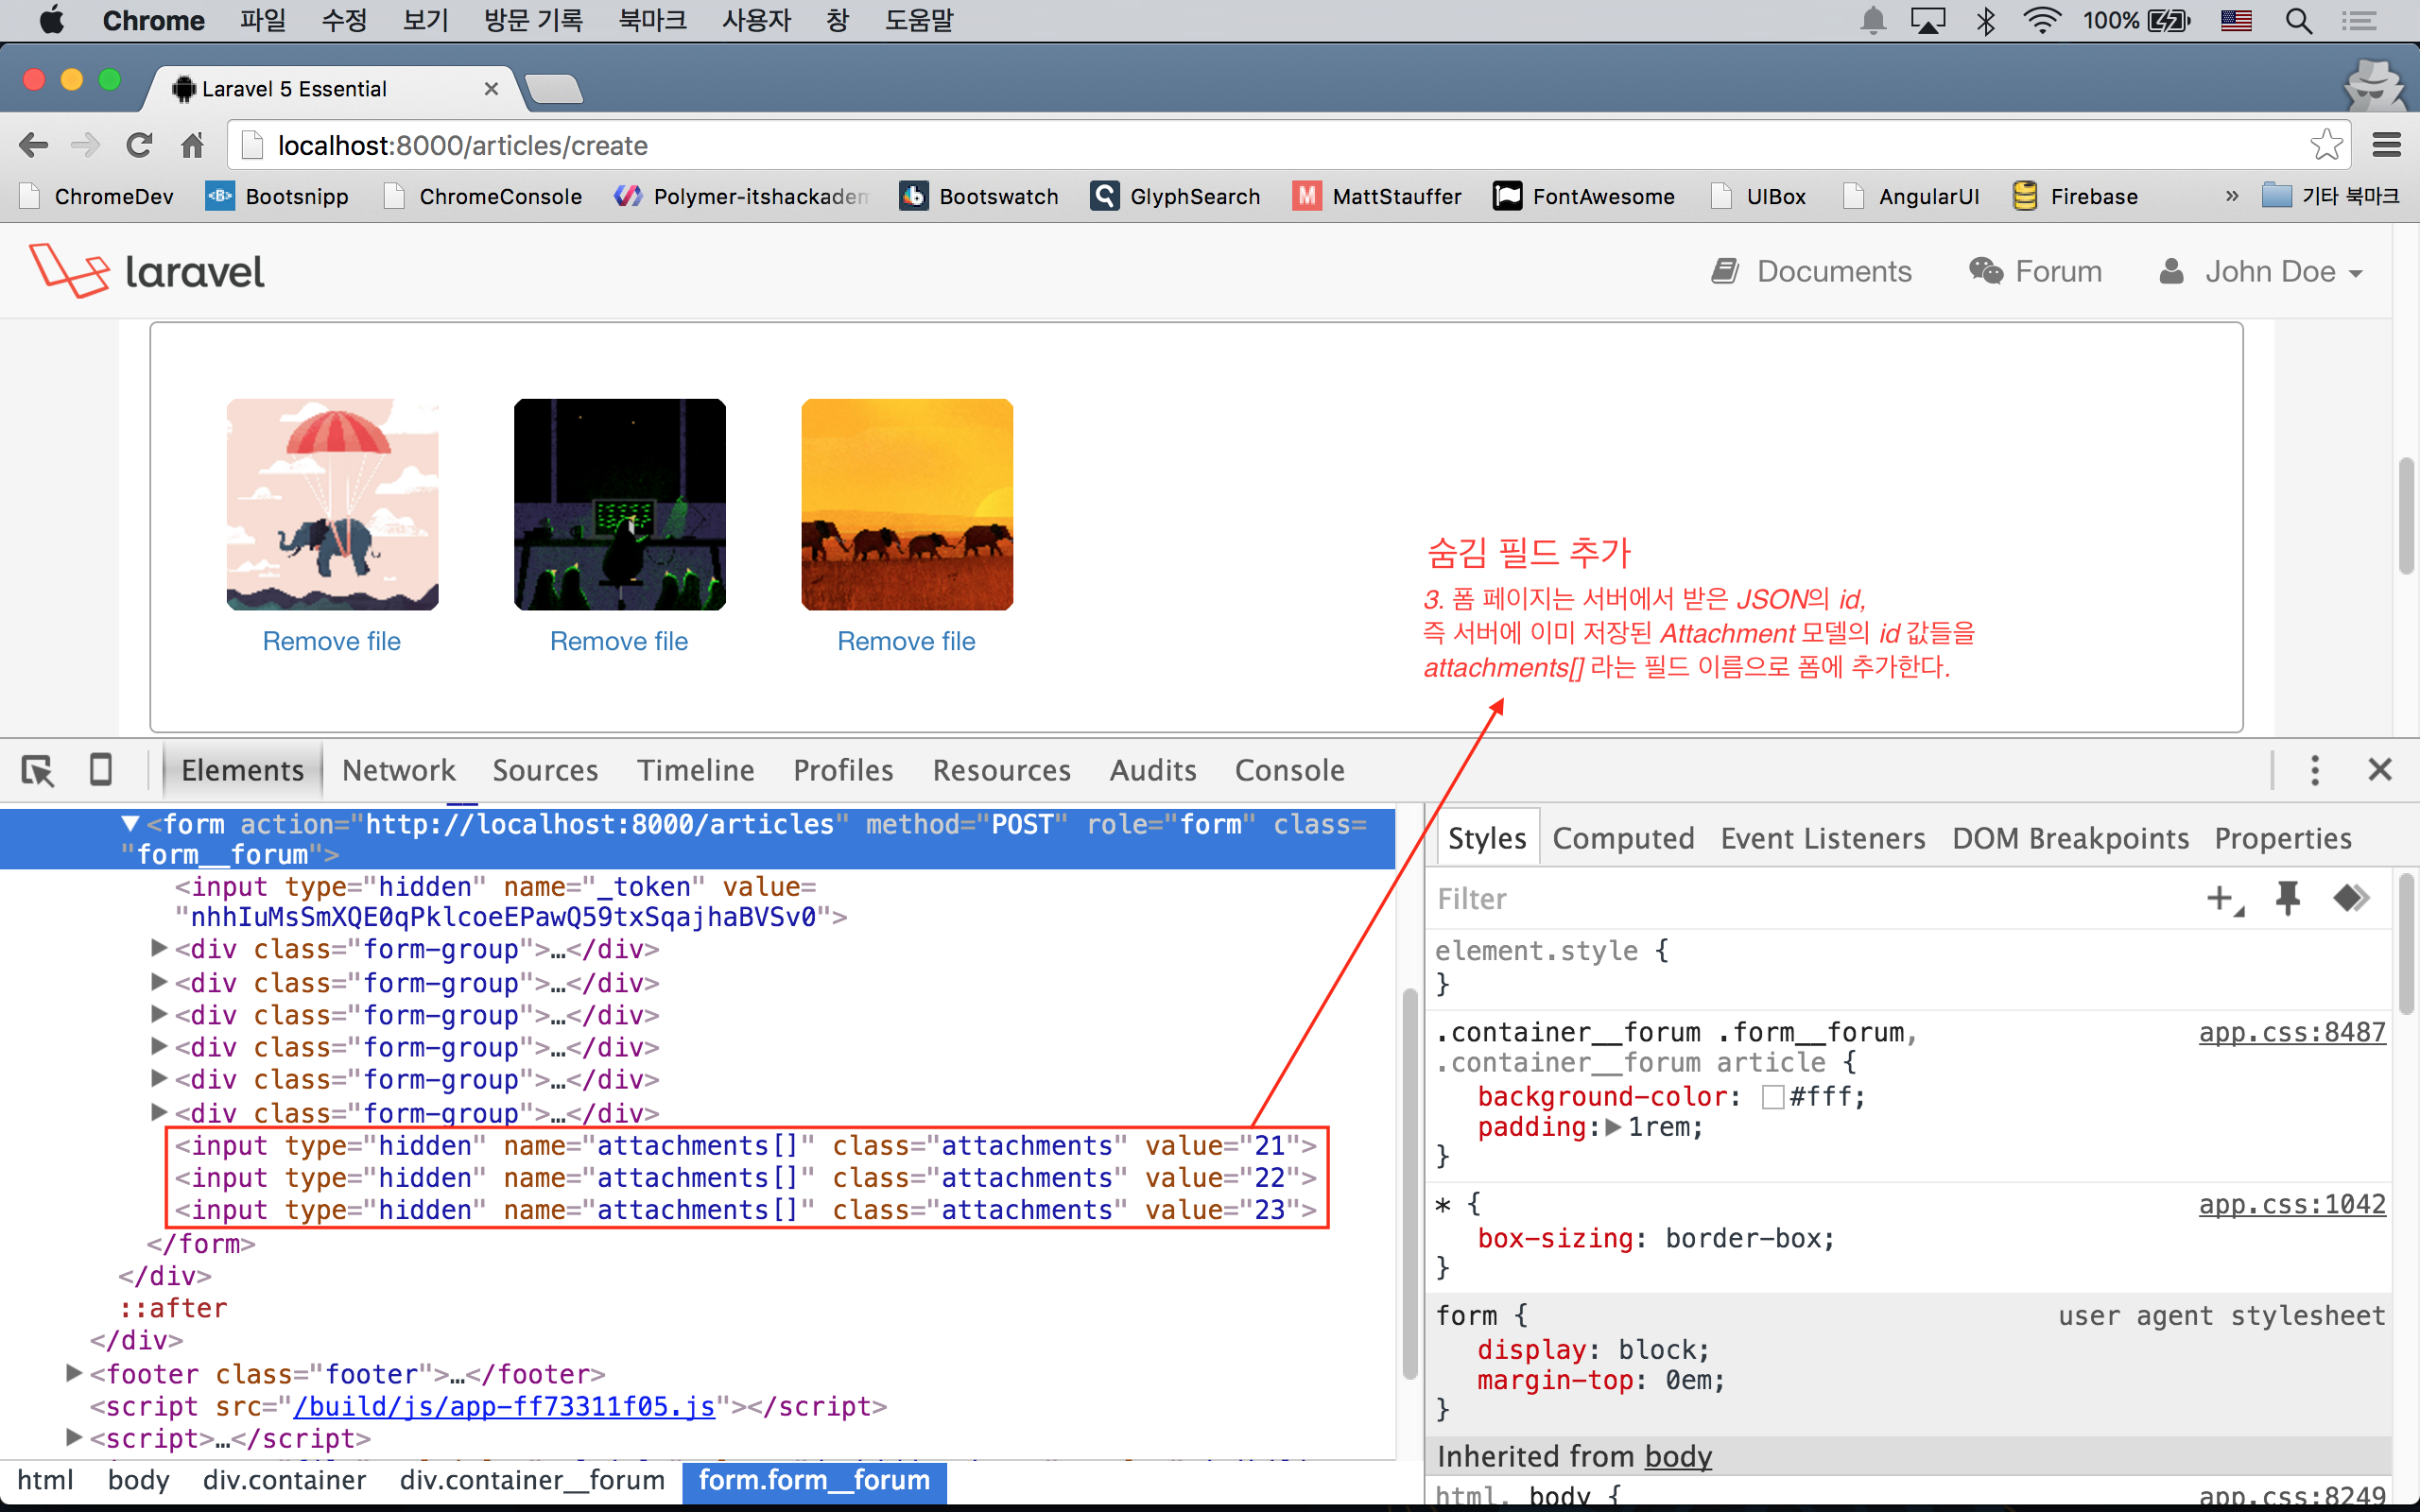 Chrome 파일 수정 보기 방문 기록 북마크 사용자 창 도움말 100%
Laravel 5 Essential
localhost:8000/articles/create
ChromeDev Bootsnipp ChromeConsole Polymer-itshackadem Bootswatch GlyphSearch MattStauffer FontAwesome UIBox AngularUI Firebase » 기타 북마크
laravel Documents Forum John Doe
Remove file Remove file Remove file
숨김 필드 추가
3. 폼 페이지는 서버에서 받은 JSON의 id,
즉 서버에 이미 저장된 Attachment 모델의 id 값들을
attachments[] 라는 필드 이름으로 폼에 추가한다.
Elements Network Sources Timeline Profiles Resources Audits Console
<form action="http://localhost:8000/articles" method="POST" role="form" class=
"form__forum">
<input type="hidden" name="_token" value=
"nhhIuMsSmXQE0qPklcoeEPawQ59txSqajhaBVSv0">
<div class="form-group">…</div>
<div class="form-group">…</div>
<div class="form-group">…</div>
<div class="form-group">…</div>
<div class="form-group">…</div>
<div class="form-group">…</div>
<input type="hidden" name="attachments[]" class="attachments" value="21">
<input type="hidden" name="attachments[]" class="attachments" value="22">
<input type="hidden" name="attachments[]" class="attachments" value="23">
</form>
</div>
::after
</div>
<footer class="footer">…</footer>
<script src="/build/js/app-ff73311f05.js"></script>
<script>…</script>
html body div.container div.container__forum form.form__forum
Styles Computed Event Listeners DOM Breakpoints Properties
Filter
element.style {
}
.container__forum .form__forum, app.css:8487
.container__forum article {
background-color: #fff;
padding: 1rem;
}
* { app.css:1042
box-sizing: border-box;
}
form { user agent stylesheet
display: block;
margin-top: 0em;
}
Inherited from body
html, body { app.css:8249